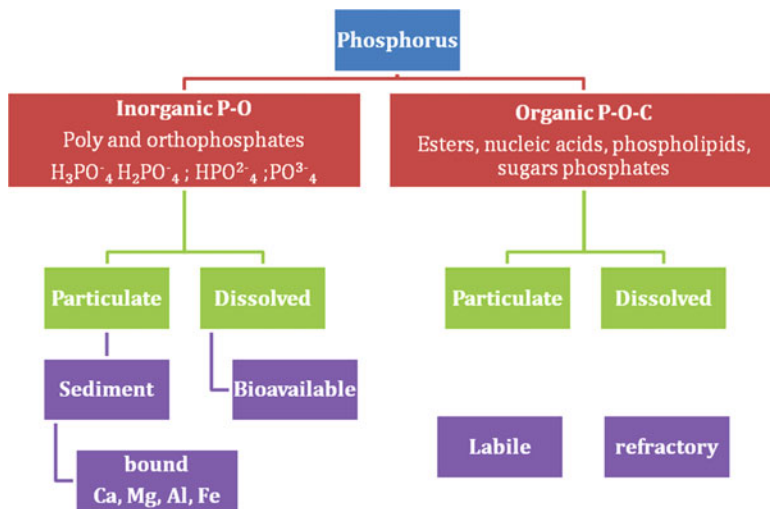 Phosphorus
Inorganic P-O
Poly and orthophosphates
H₃PO⁻₄ H₂PO⁻₄ ; HPO²⁻₄ ;PO³⁻₄
Organic P-O-C
Esters, nucleic acids, phospholipids,
sugars phosphates
Particulate
Dissolved
Particulate
Dissolved
Sediment
Bioavailable
Labile
refractory
bound
Ca, Mg, Al, Fe